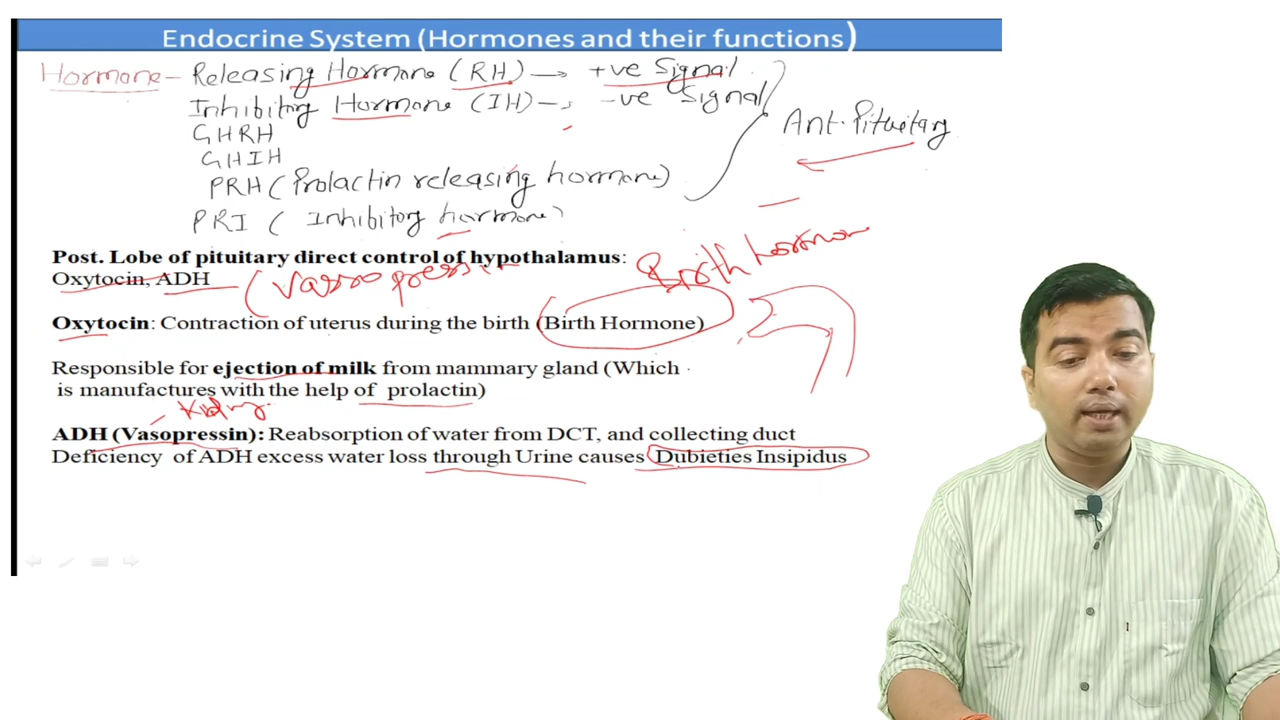 Endocrine System (Hormones and their functions)
Hormone - Releasing Hormone (RH) → +ve Signal
Inhibiting Hormone (IH) → -ve Signal
GHRH
GHIH
Ant. Pituitary
PRH (Prolactin releasing hormone)
PRI ( Inhibitory hormone)
Post. Lobe of pituitary direct control of hypothalamus:
Oxytocin, ADH
(Vassopressin
Birth hormon
Oxytocin: Contraction of uterus during the birth (Birth Hormone)
Responsible for ejection of milk from mammary gland (Which
is manufactures with the help of prolactin)
ADH (Vasopressin): Reabsorption of water from DCT, and collecting duct
Deficiency of ADH excess water loss through Urine causes Dubieties Insipidus